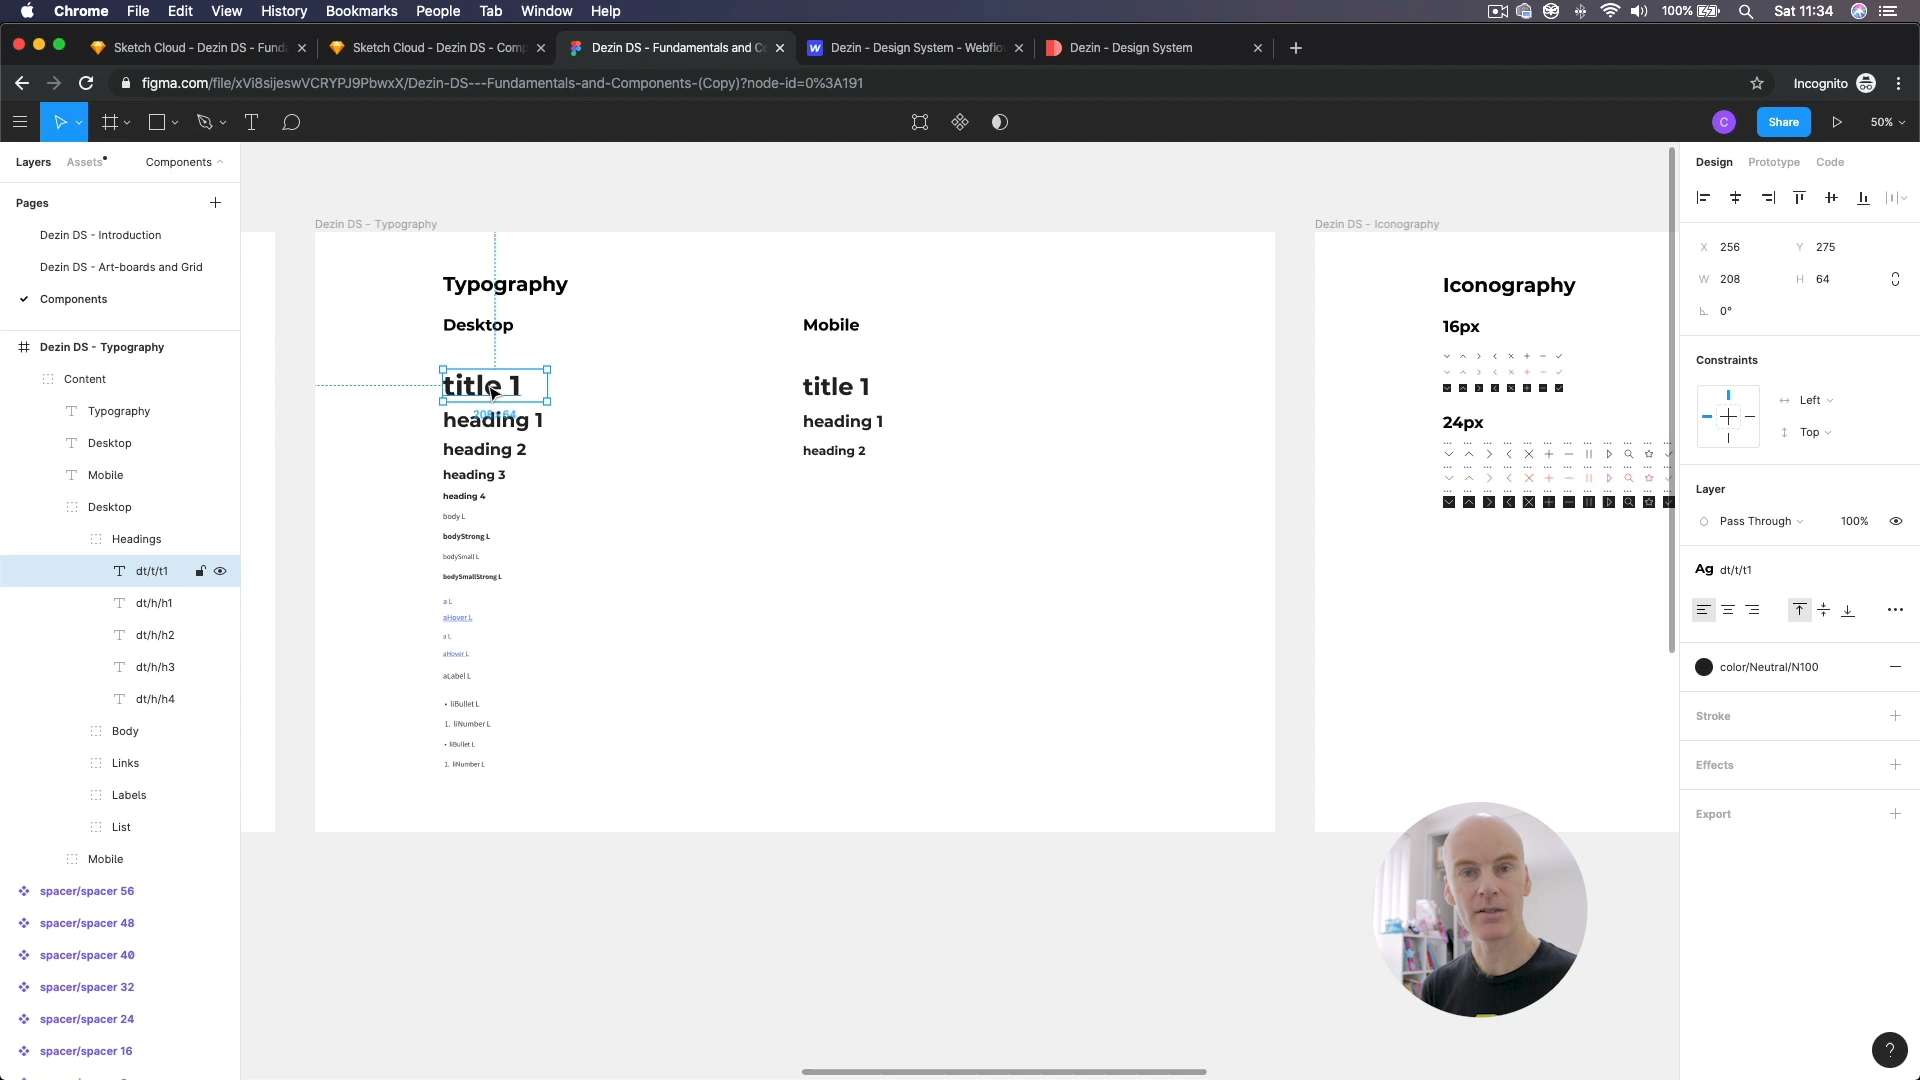 Chrome File Edit View History Bookmarks People Tab Window Help
100% Sat 11:34
Sketch Cloud - Dezin DS - Funda
Sketch Cloud - Dezin DS - Comp
Dezin DS - Fundamentals and Co
Dezin - Design System - Webflow
Dezin - Design System
figma.com/file/xVi8sijeswVCRYPJ9PbwxX/Dezin-DS---Fundamentals-and-Components-(Copy)?node-id=0%3A191
Incognito
C
Share
50%
Layers Assets Components
Pages
Dezin DS - Introduction
Dezin DS - Art-boards and Grid
Components
Dezin DS - Typography
Content
Typography
Desktop
Mobile
Desktop
Headings
dt/t/t1
dt/h/h1
dt/h/h2
dt/h/h3
dt/h/h4
Body
Links
Labels
List
Mobile
spacer/spacer 56
spacer/spacer 48
spacer/spacer 40
spacer/spacer 32
spacer/spacer 24
spacer/spacer 16
Dezin DS - Typography
Typography
Desktop
title 1
208 × 64
heading 1
heading 2
heading 3
heading 4
body L
bodyStrong L
bodySmall L
bodySmallStrong L
a L
aHover L
a L
aHover L
aLabel L
• liBullet L
1. liNumber L
• liBullet L
1. liNumber L
Mobile
title 1
heading 1
heading 2
Dezin DS - Iconography
Iconography
16px
24px
Design Prototype Code
X 256 Y 275
W 208 H 64
0°
Constraints
Left
Top
Layer
Pass Through 100%
Ag dt/t/t1
color/Neutral/N100
Stroke
Effects
Export
?